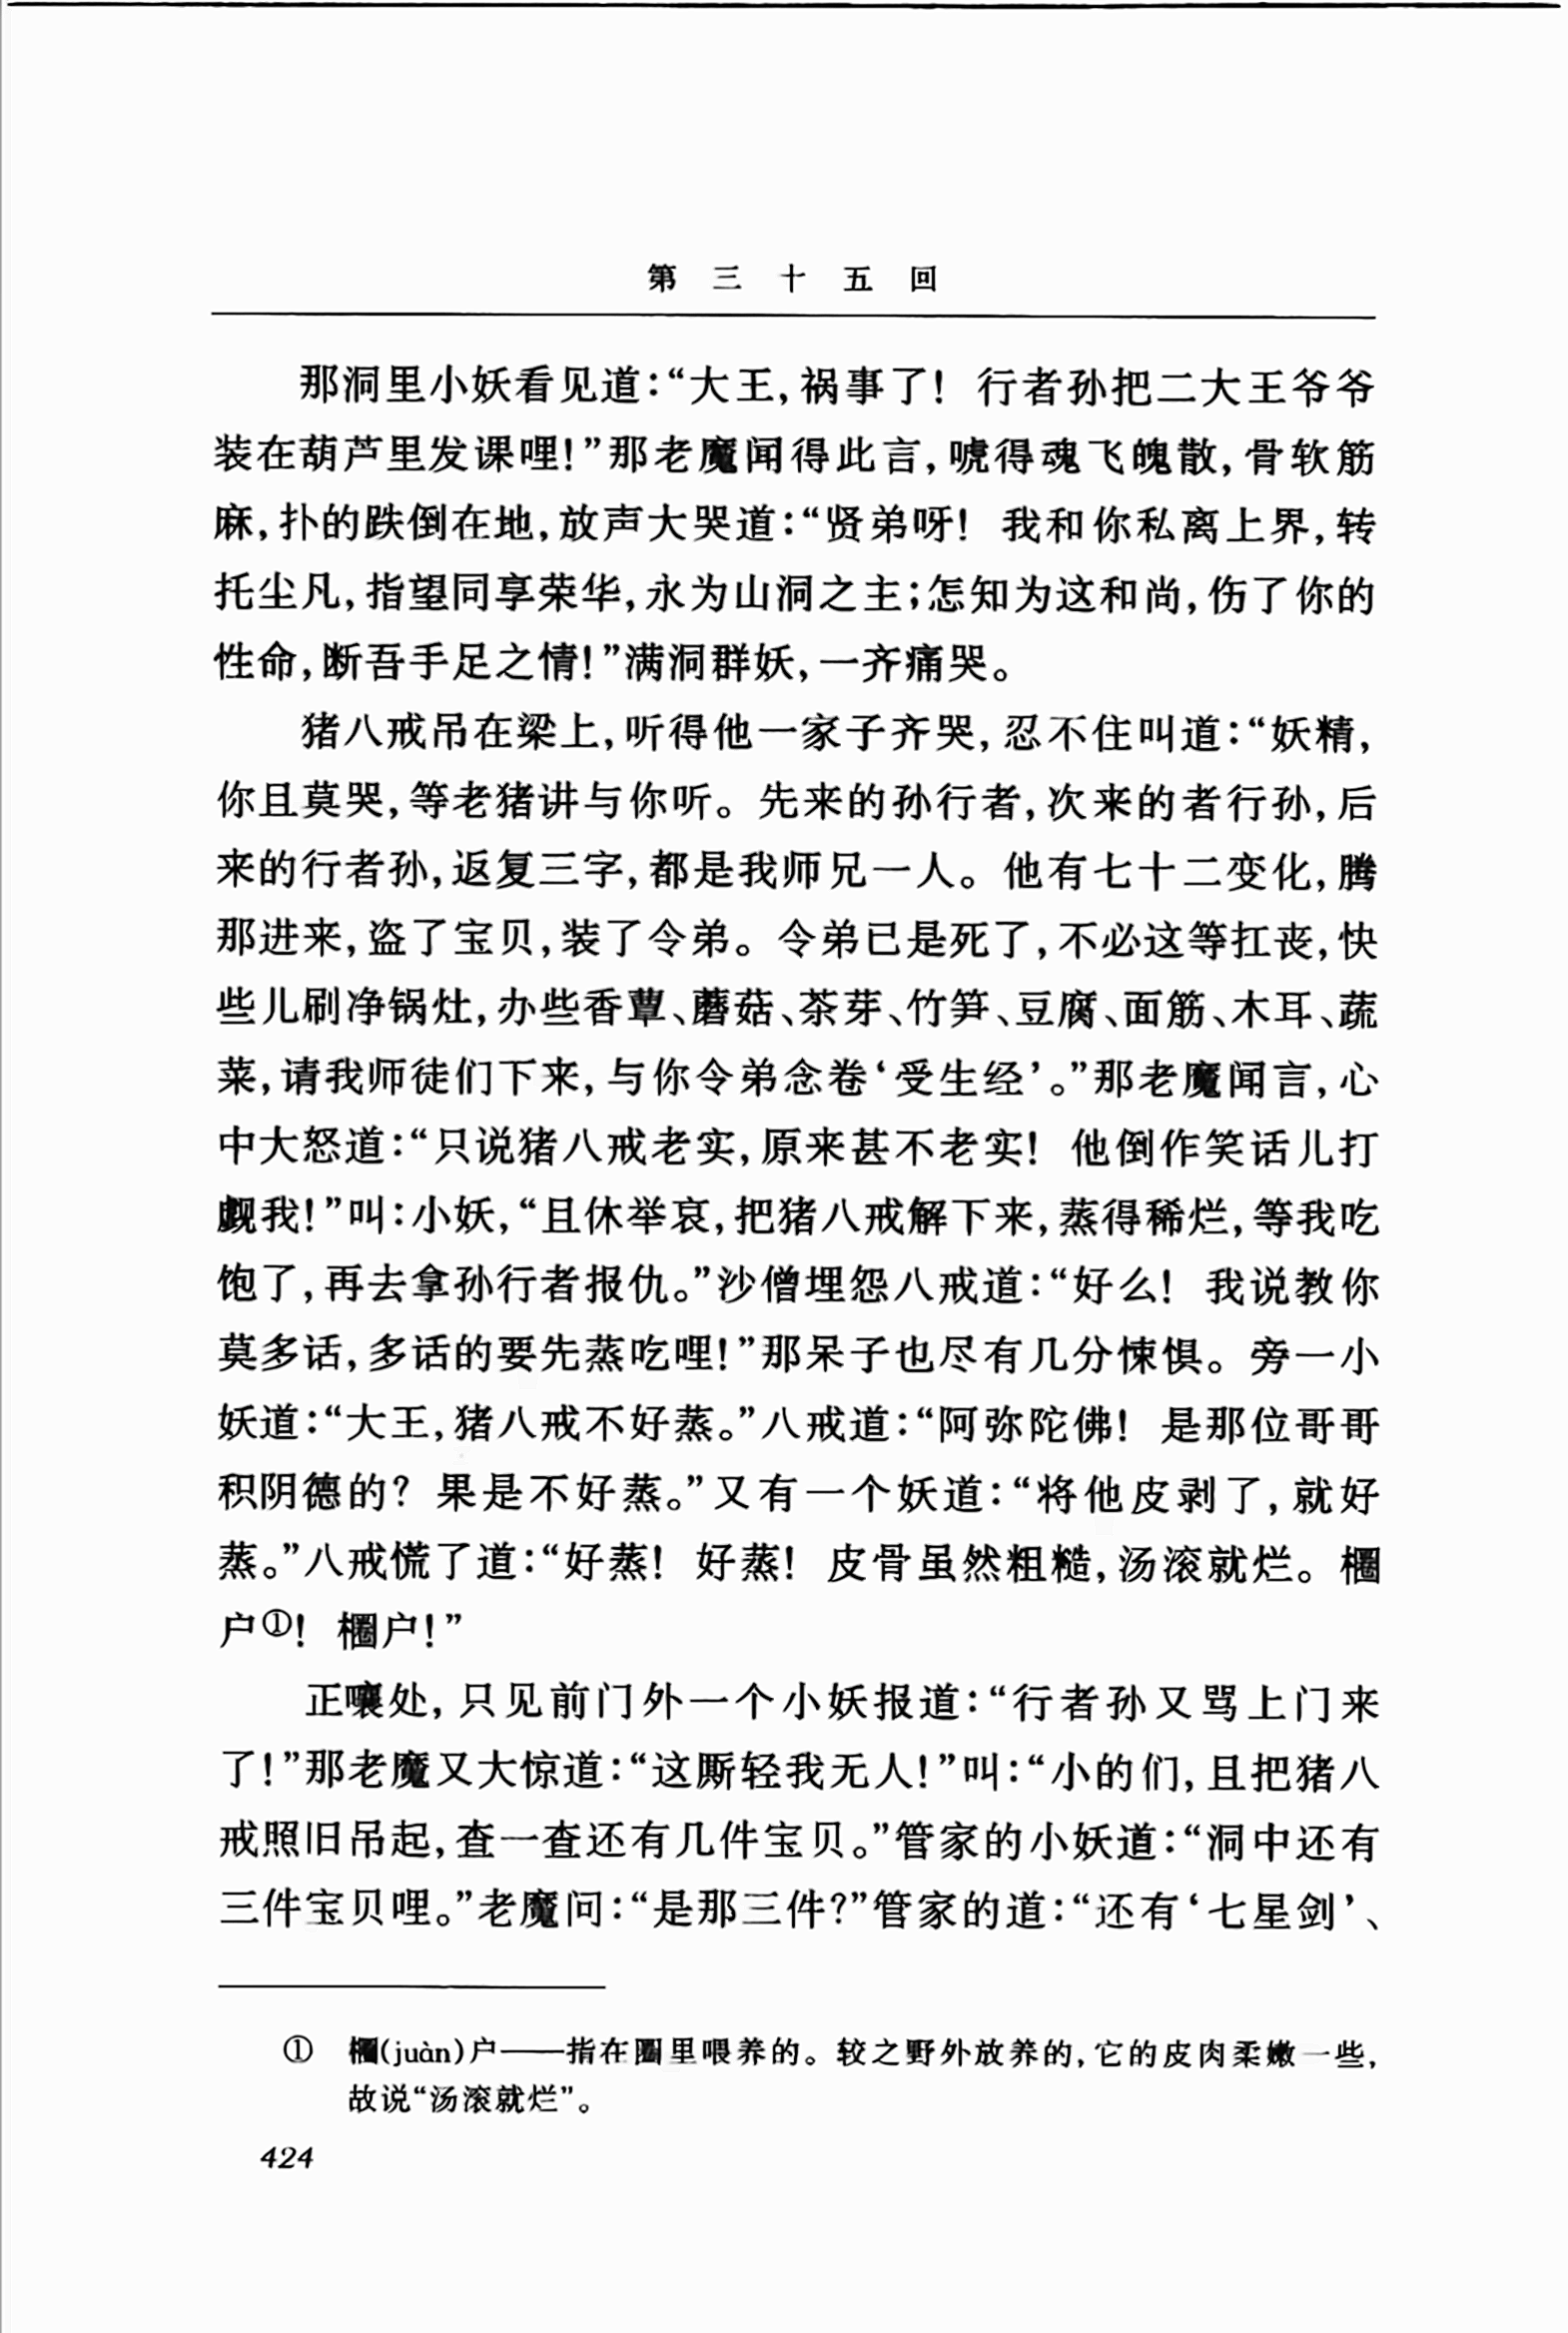 第三十五回
那洞里小妖看见道：“大王，祸事了！行者孙把二大王爷爷
装在葫芦里发课哩！”那老魔闻得此言，唬得魂飞魄散，骨软筋
麻，扑的跌倒在地，放声大哭道：“贤弟呀！我和你私离上界，转
托尘凡，指望同享荣华，永为山洞之主；怎知为这和尚，伤了你的
性命，断吾手足之情！”满洞群妖，一齐痛哭。
猪八戒吊在梁上，听得他一家子齐哭，忍不住叫道：“妖精，
你且莫哭，等老猪讲与你听。先来的孙行者，次来的者行孙，后
来的行者孙，返复三字，都是我师兄一人。他有七十二变化，腾
那进来，盗了宝贝，装了令弟。令弟已是死了，不必这等扛丧，快
些儿刷净锅灶，办些香蕈、蘑菇、茶芽、竹笋、豆腐、面筋、木耳、蔬
菜，请我师徒们下来，与你令弟念卷‘受生经’。”那老魔闻言，心
中大怒道：“只说猪八戒老实，原来甚不老实！他倒作笑话儿打
觑我！”叫：小妖，“且休举哀，把猪八戒解下来，蒸得稀烂，等我吃
饱了，再去拿孙行者报仇。”沙僧埋怨八戒道：“好么！我说教你
莫多话，多话的要先蒸吃哩！”那呆子也尽有几分悚惧。旁一小
妖道：“大王，猪八戒不好蒸。”八戒道：“阿弥陀佛！是那位哥哥
积阴德的？果是不好蒸。”又有一个妖道：“将他皮剥了，就好
蒸。”八戒慌了道：“好蒸！好蒸！皮骨虽然粗糙，汤滚就烂。棬
户①！棬户！”
正嚷处，只见前门外一个小妖报道：“行者孙又骂上门来
了！”那老魔又大惊道：“这厮轻我无人！”叫：“小的们，且把猪八
戒照旧吊起，查一查还有几件宝贝。”管家的小妖道：“洞中还有
三件宝贝哩。”老魔问：“是那三件？”管家的道：“还有‘七星剑’、
① 棬(juàn)户——指在圈里喂养的。较之野外放养的，它的皮肉柔嫩一些，
故说“汤滚就烂”。
424